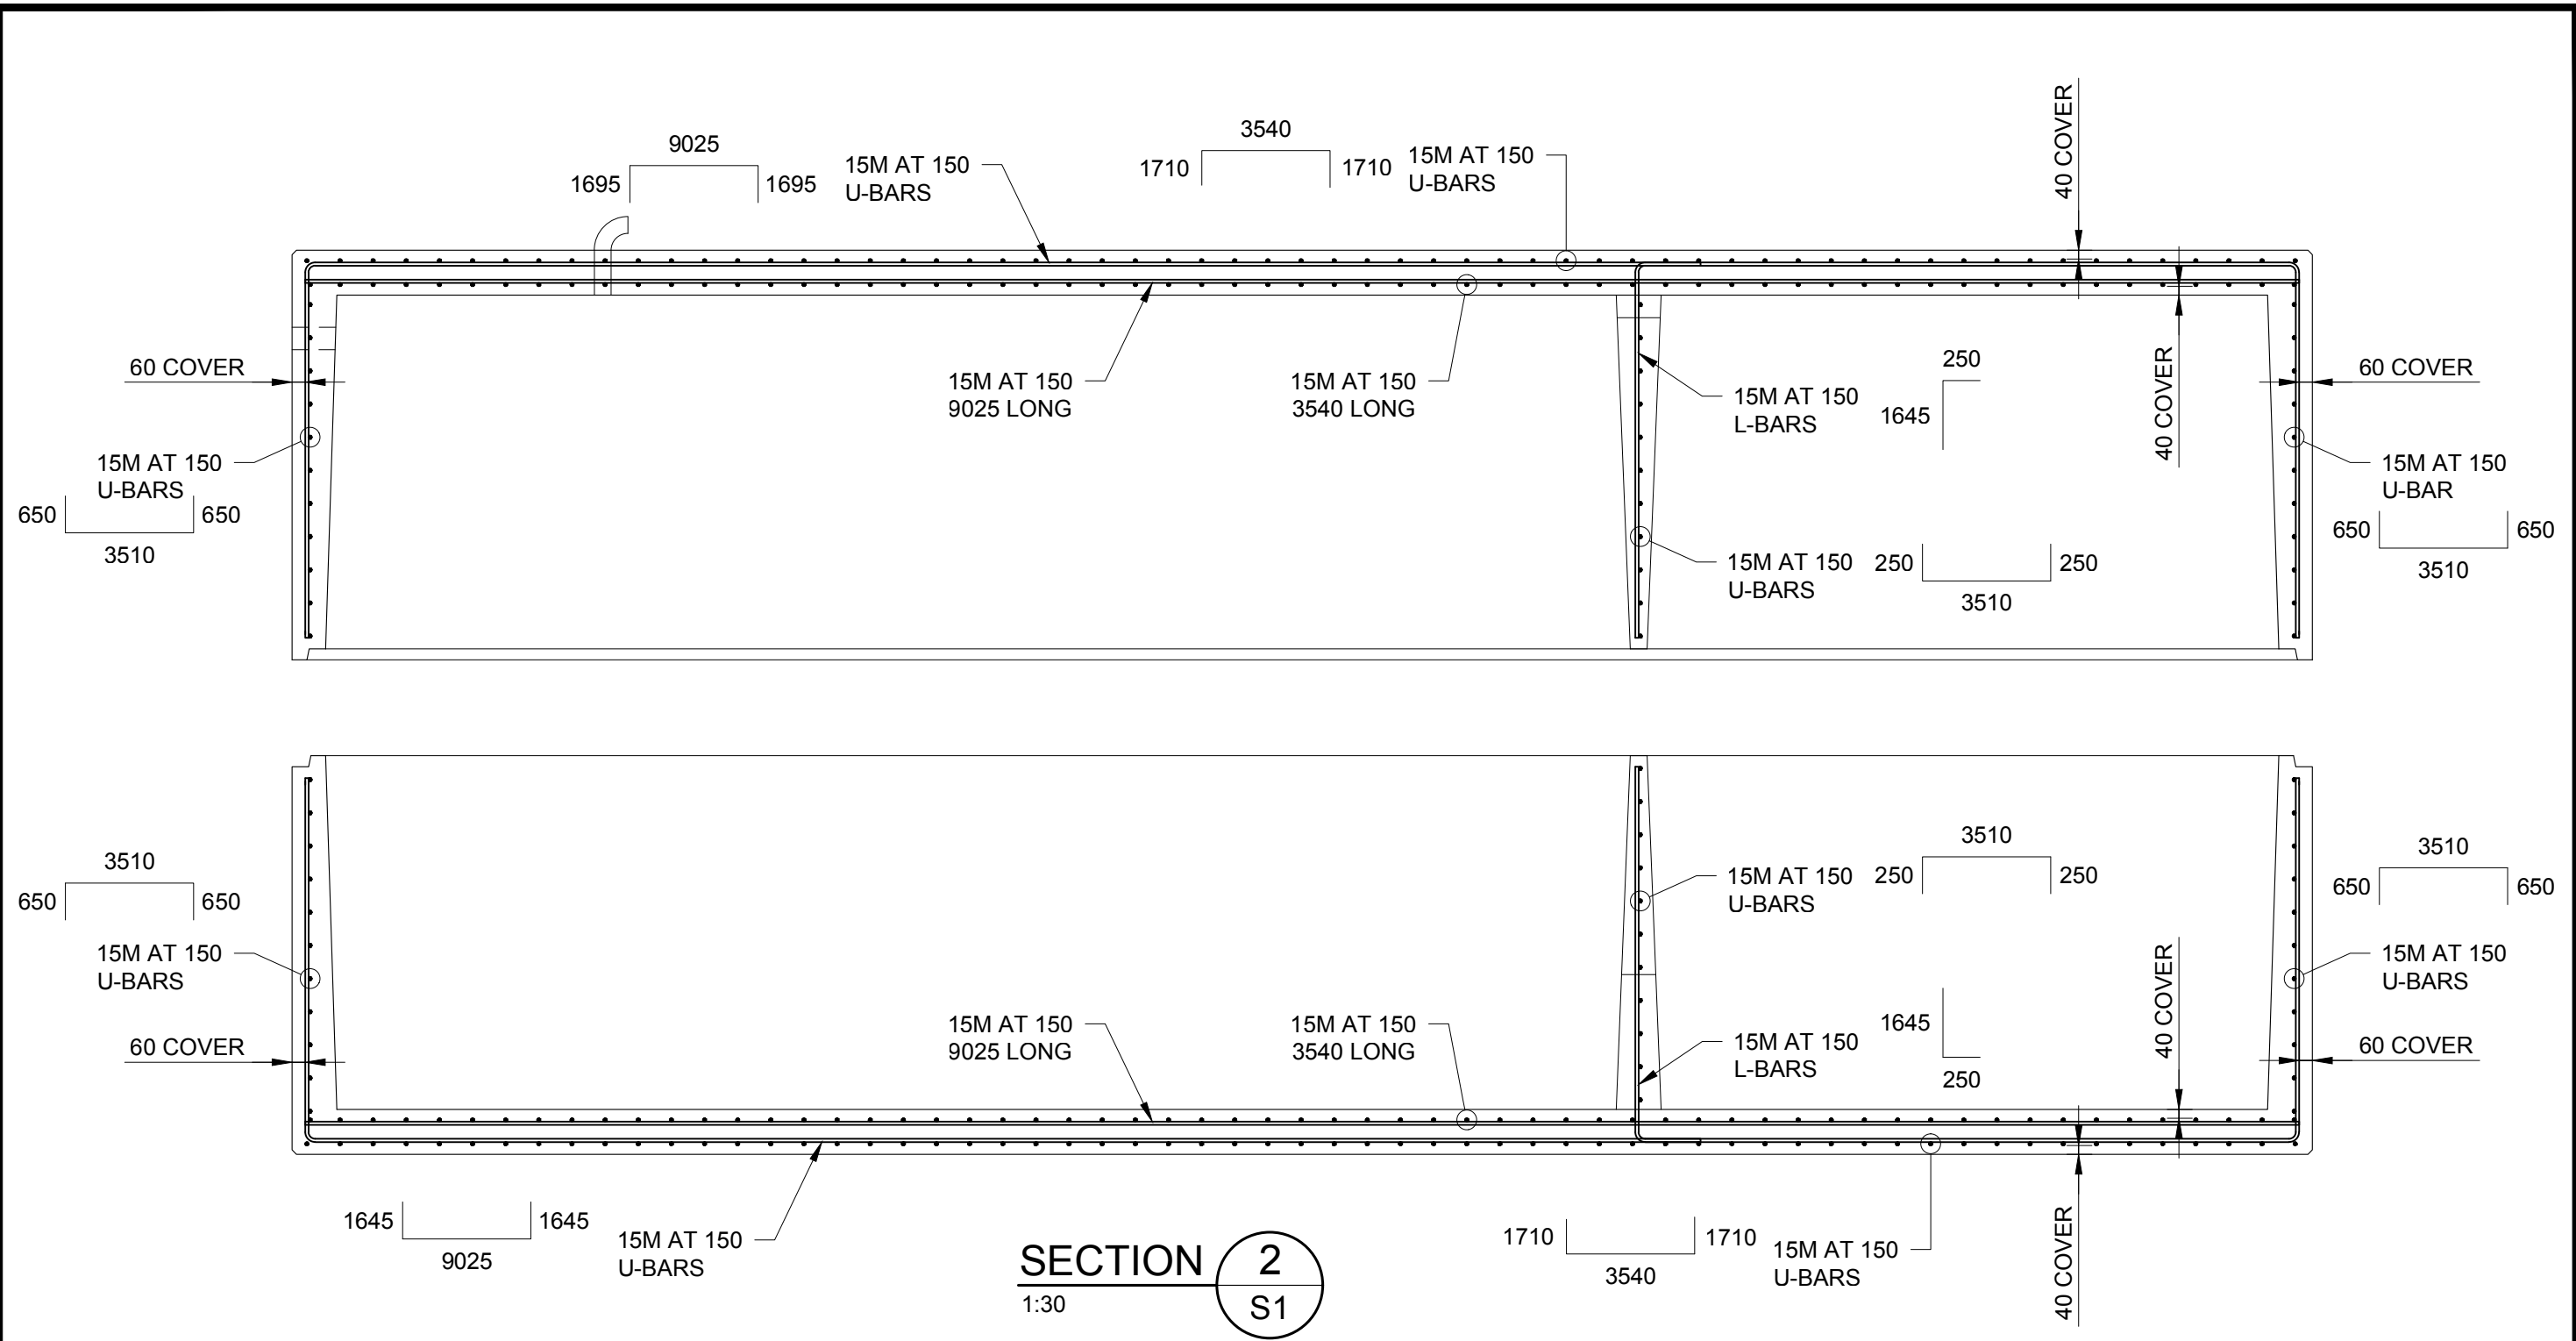 9025
1695
1695
15M AT 150
U-BARS
3540
1710
1710
15M AT 150
U-BARS
40 COVER
60 COVER
15M AT 150
9025 LONG
15M AT 150
3540 LONG
15M AT 150
L-BARS
250
1645
40 COVER
60 COVER
15M AT 150
U-BARS
650
650
3510
15M AT 150
U-BARS
250
250
3510
15M AT 150
U-BAR
650
650
3510
3510
650
650
15M AT 150
U-BARS
60 COVER
15M AT 150
9025 LONG
15M AT 150
3540 LONG
15M AT 150
U-BARS
3510
250
250
15M AT 150
L-BARS
1645
250
40 COVER
3510
650
650
15M AT 150
U-BARS
60 COVER
1645
1645
9025
15M AT 150
U-BARS
SECTION
1:30
2
S1
1710
1710
3540
15M AT 150
U-BARS
40 COVER